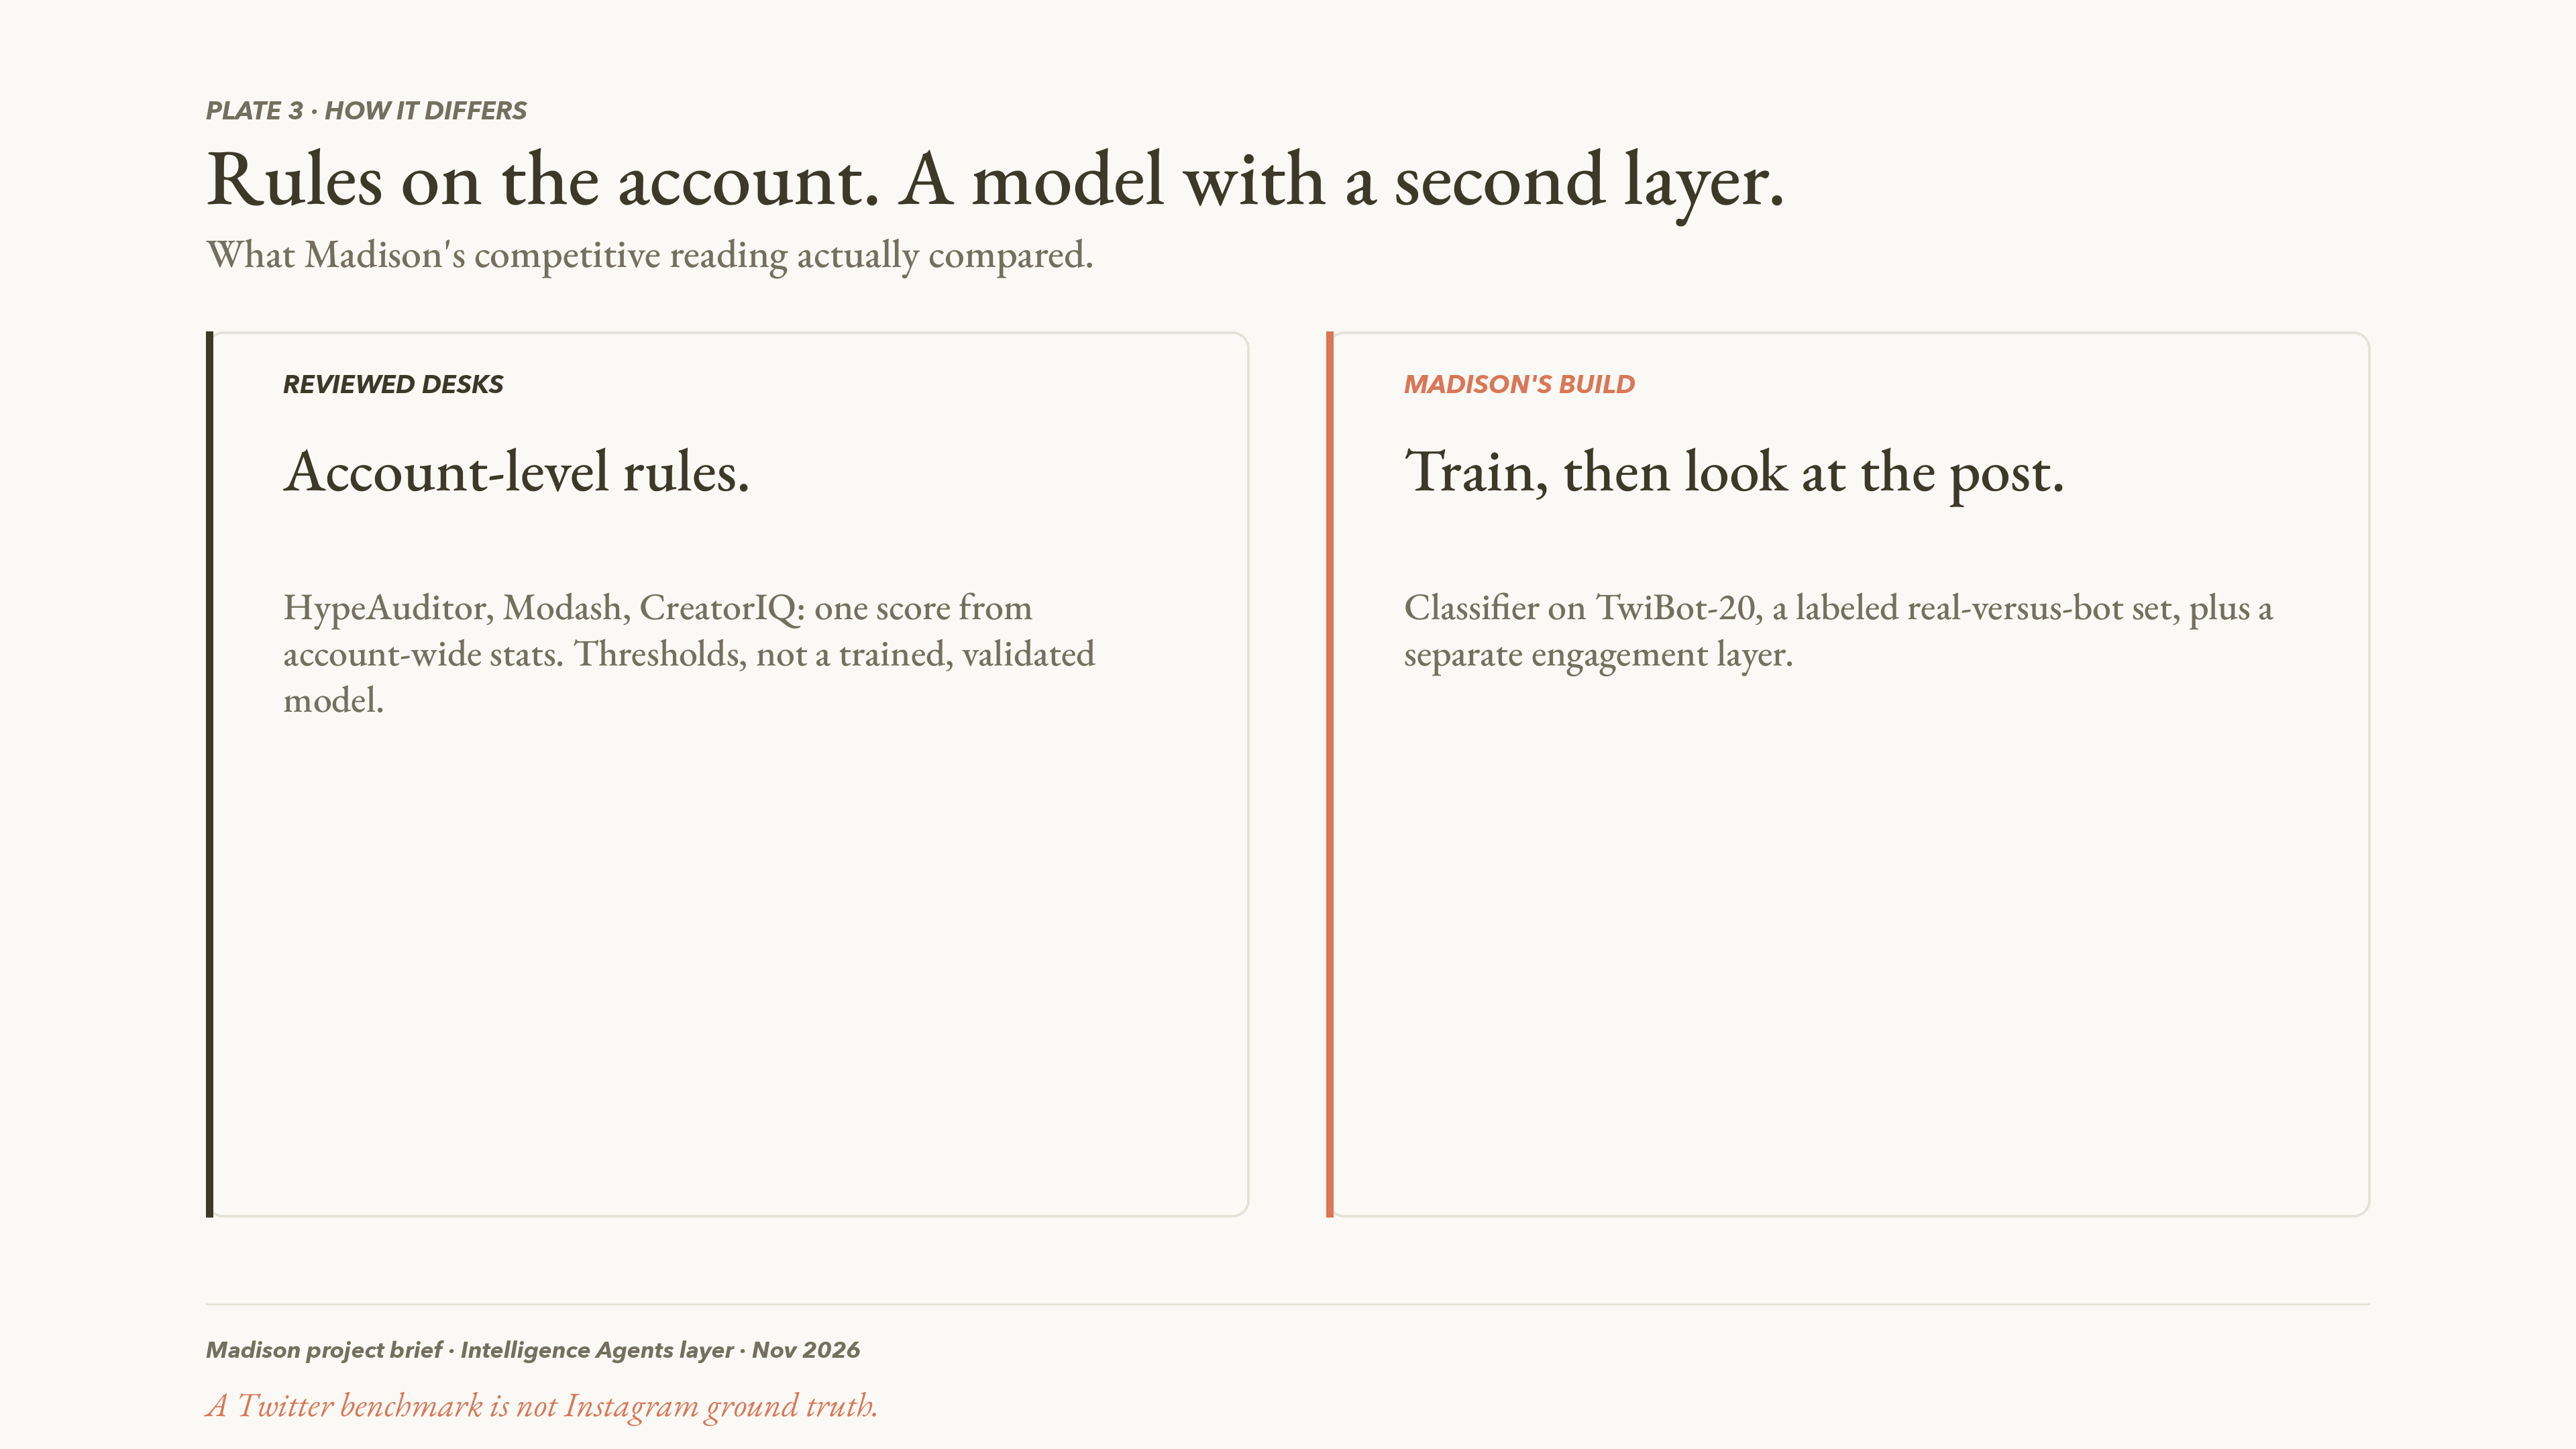 PLATE 3 · HOW IT DIFFERS
Rules on the account. A model with a second layer.
What Madison's competitive reading actually compared.
REVIEWED DESKS
Account-level rules.
HypeAuditor, Modash, CreatorIQ: one score from
account-wide stats. Thresholds, not a trained, validated
model.
MADISON'S BUILD
Train, then look at the post.
Classifier on TwiBot-20, a labeled real-versus-bot set, plus a
separate engagement layer.
Madison project brief · Intelligence Agents layer · Nov 2026
A Twitter benchmark is not Instagram ground truth.